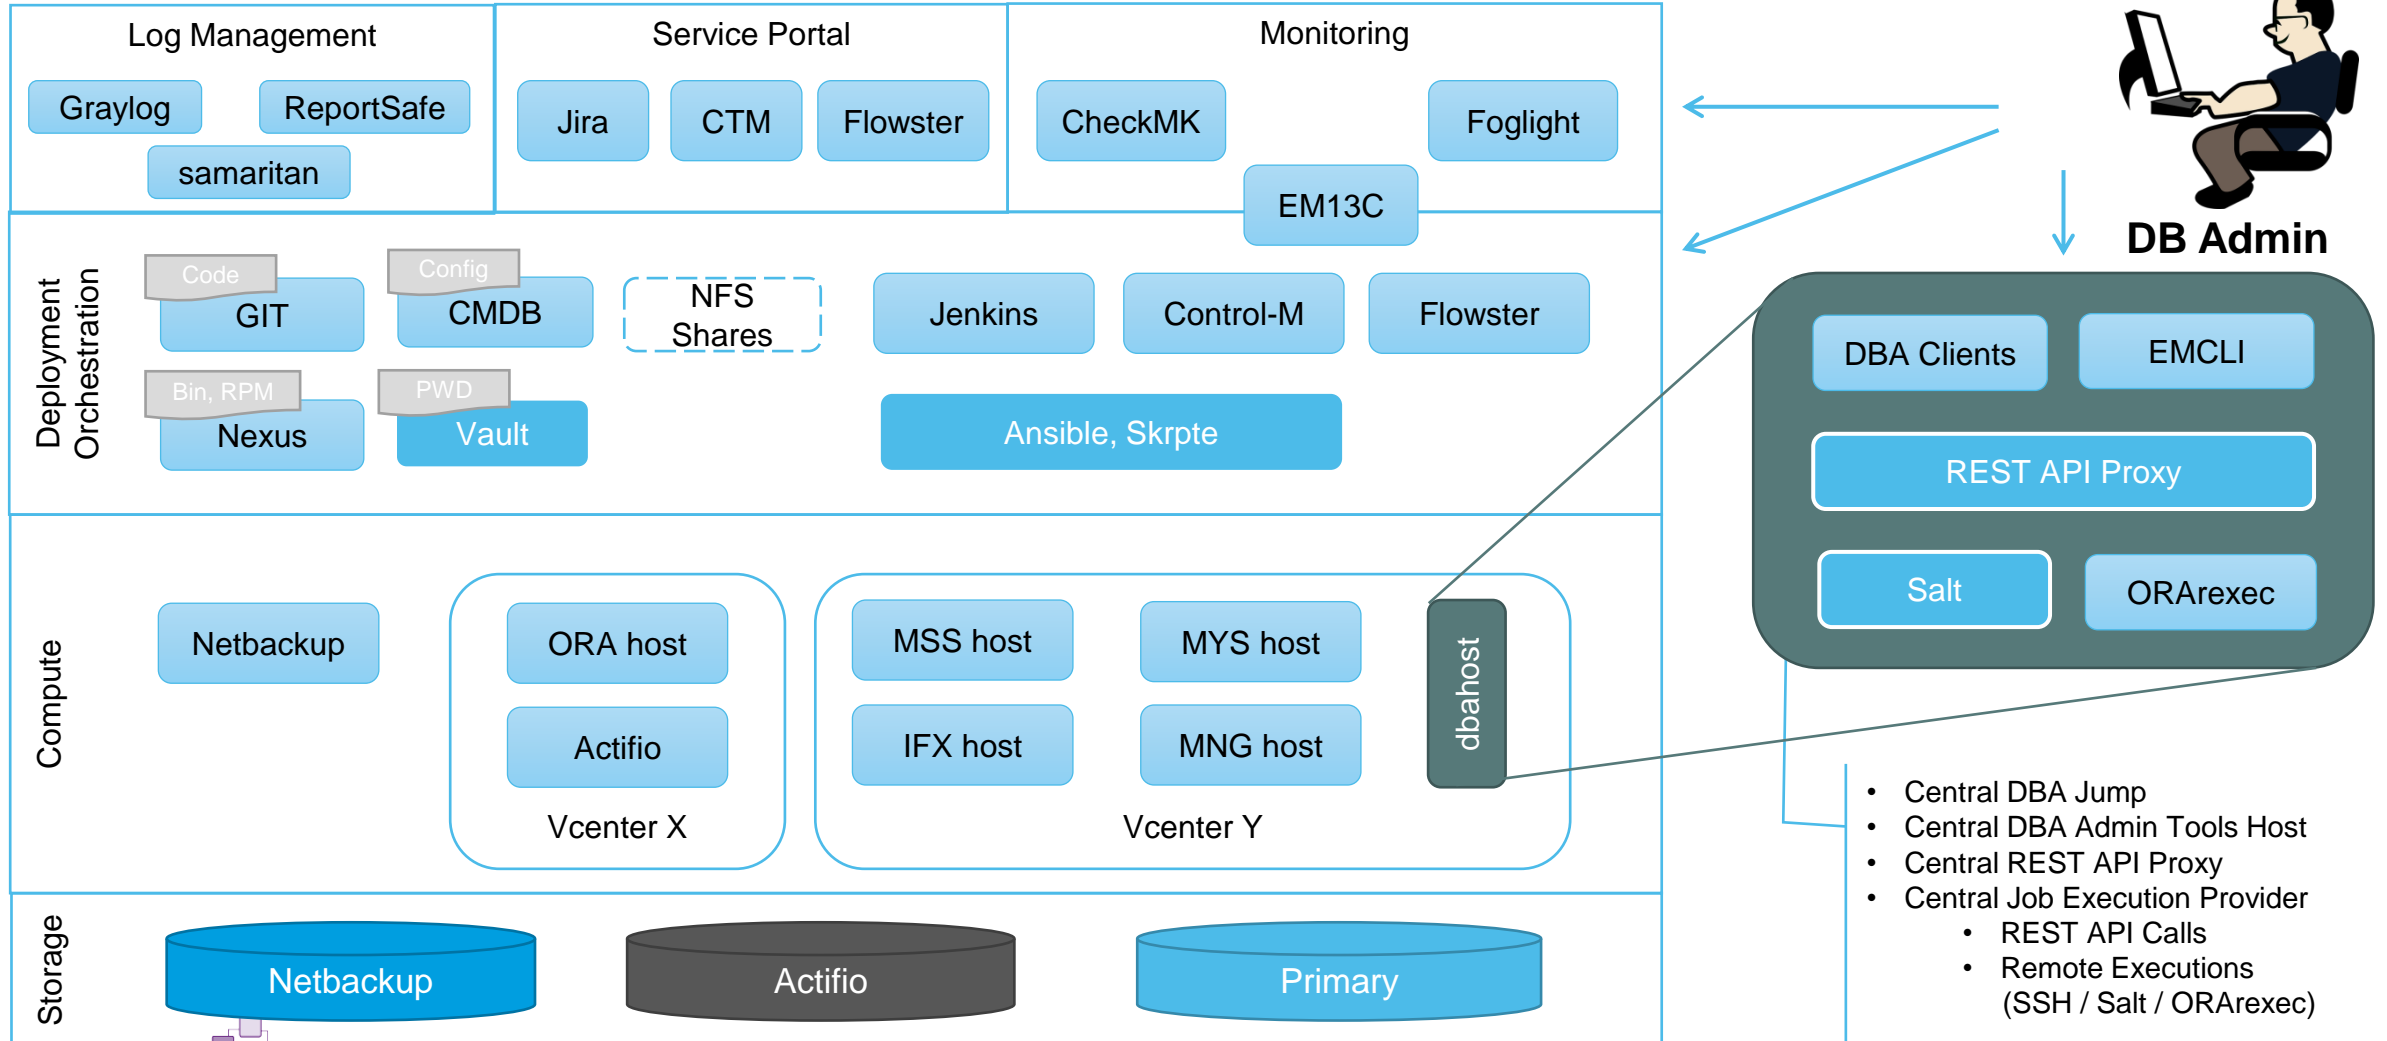 Log Management
Service Portal
Monitoring
Graylog
ReportSafe
samaritan
Jira
CTM
Flowster
CheckMK
Foglight
EM13C
DB Admin
Deployment
Orchestration
Code
GIT
Config
CMDB
NFS
Shares
Jenkins
Control-M
Flowster
Bin, RPM
Nexus
PWD
Vault
Ansible, Skrpte
DBA Clients
EMCLI
REST API Proxy
Salt
ORArexec
Compute
Netbackup
ORA host
Actifio
Vcenter X
MSS host
MYS host
IFX host
MNG host
Vcenter Y
dbahost
• Central DBA Jump
• Central DBA Admin Tools Host
• Central REST API Proxy
• Central Job Execution Provider
• REST API Calls
• Remote Executions
(SSH / Salt / ORArexec)
Storage
Netbackup
Actifio
Primary